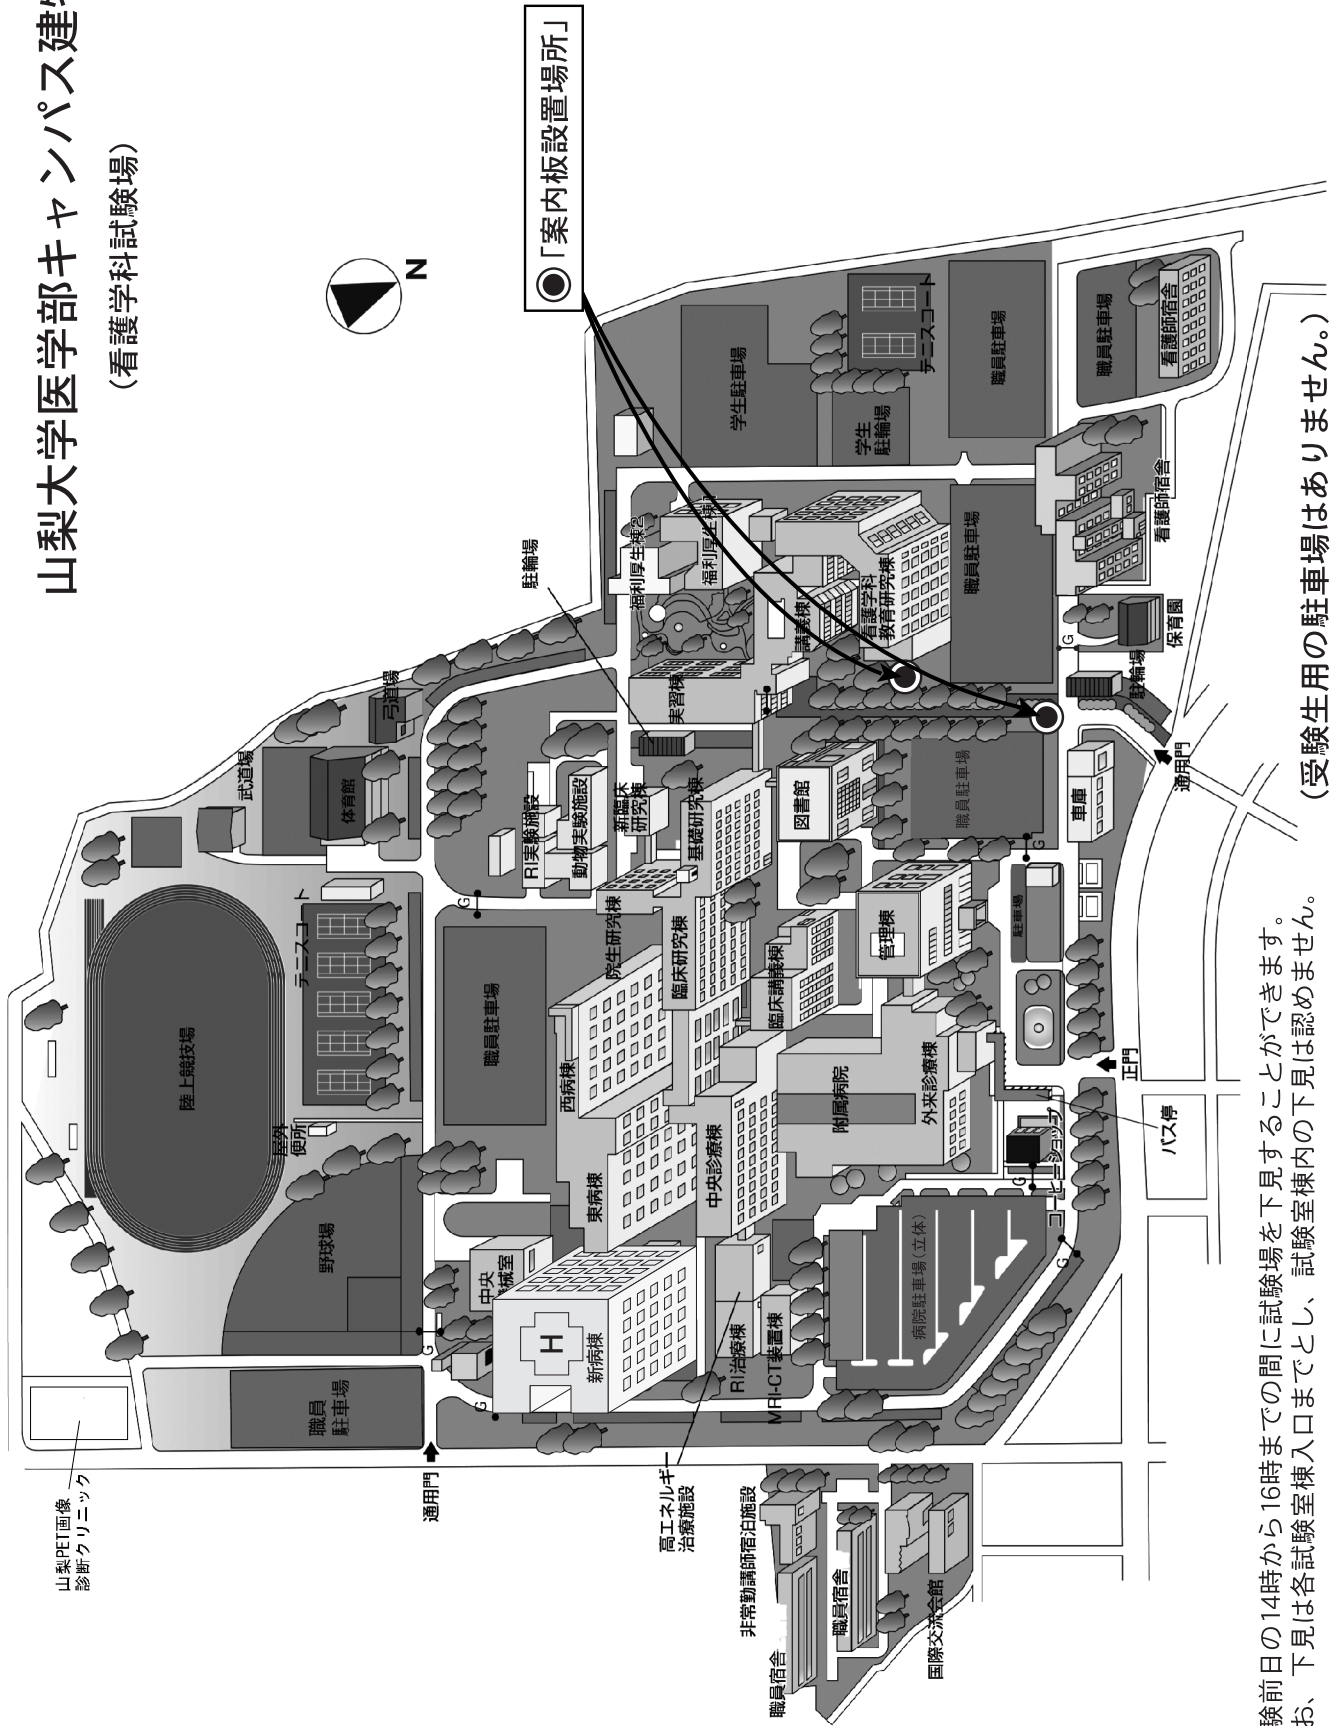 山梨大学医学部キャンパス建
（看護学科試験場）
N
◉「案内板設置場所」
山梨PET画像
診断クリニック
職員
駐車場
通用門
野球場
陸上競技場
屋外
便所
テニスコート
武道場
体育館
弓道場
G
G
G
職員駐車場
中央
機械室
新病棟
H
東病棟
西病棟
院生研究棟
臨床研究棟
基礎研究棟
新臨床
研究棟
RI実験施設
動物実験施設
駐輪場
実習棟
福利厚生棟2
福利厚生棟1
講義棟
看護学科
教育研究棟
学生駐車場
学生
駐輪場
テニスコート
職員駐車場
職員駐車場
看護師宿舎
看護師宿舎
職員駐車場
保育園
駐輪場
G
通用門
車庫
職員駐車場
G
図書館
駐車場
管理棟
臨床講義棟
中央診療棟
附属病院
外来診療棟
正門
バス停
コーヒーショップ
G
G
病院駐車場（立体）
RI治療棟
MRI-CT装置棟
高エネルギー
治療施設
非常勤講師宿泊施設
職員宿舎
職員宿舎
国際交流会館
（受験生用の駐車場はありません。）
験前日の14時から16時までの間に試験場を下見することができます。
お、下見は各試験室棟入口までとし、試験室棟内の下見は認めません。